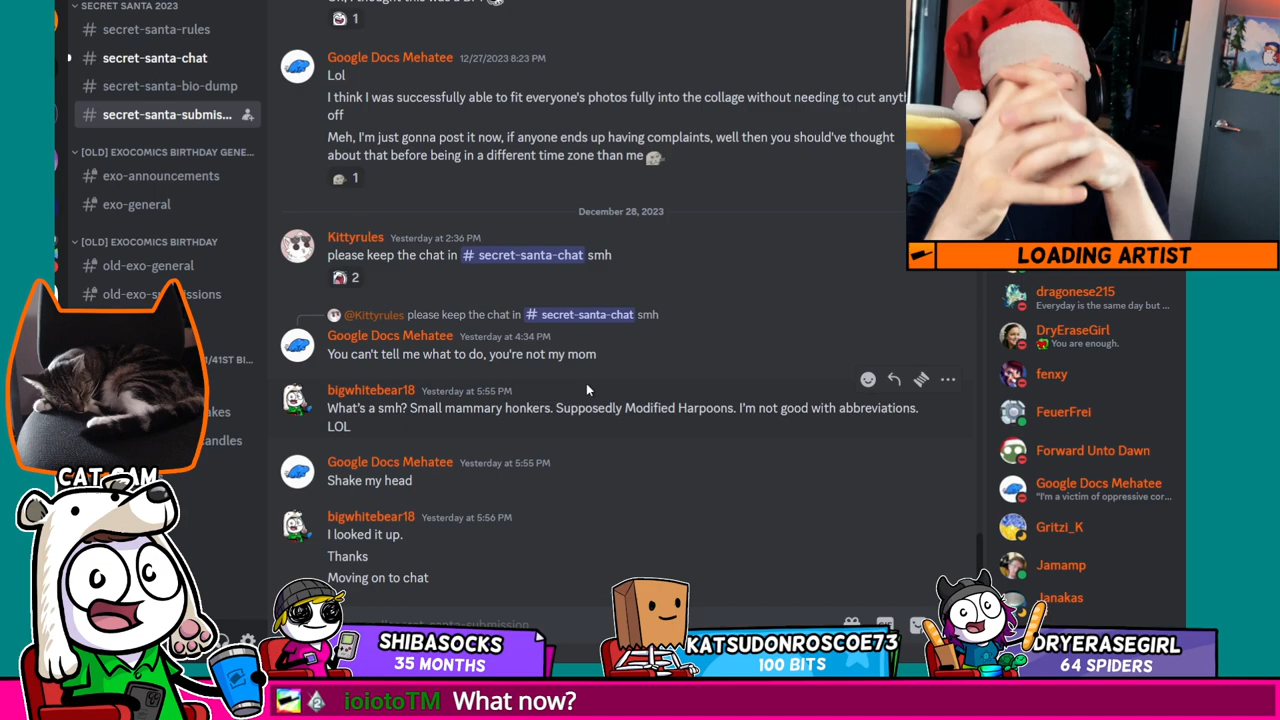 SECRET SANTA 2023
secret-santa-rules
secret-santa-chat
secret-santa-bio-dump
secret-santa-submis...
[OLD] EXOCOMICS BIRTHDAY GENE...
exo-announcements
exo-general
[OLD] EXOCOMICS BIRTHDAY
old-exo-general
1/41ST BI...
1
Google Docs Mehatee 12/27/2023 8:23 PM
Lol
I think I was successfully able to fit everyone's photos fully into the collage without needing to cut anyth
off
Meh, I'm just gonna post it now, if anyone ends up having complaints, well then you should've thought
about that before being in a different time zone than me
1
December 28, 2023
Kittyrules Yesterday at 2:36 PM
please keep the chat in # secret-santa-chat smh
2
@Kittyrules please keep the chat in # secret-santa-chat smh
Google Docs Mehatee Yesterday at 4:34 PM
You can't tell me what to do, you're not my mom
bigwhitebear18 Yesterday at 5:55 PM
What's a smh? Small mammary honkers. Supposedly Modified Harpoons. I'm not good with abbreviations.
LOL
Google Docs Mehatee Yesterday at 5:55 PM
Shake my head
bigwhitebear18 Yesterday at 5:56 PM
I looked it up.
Thanks
Moving on to chat
LOADING ARTIST
dragonese215
Everyday is the same day but ...
DryEraseGirl
You are enough.
fenxy
FeuerFrei
Forward Unto Dawn
Google Docs Mehatee
"I'm a victim of oppressive cor...
Gritzi_K
Jamamp
Janakas
CAT CAM
SHIBASOCKS
35 MONTHS
KATSUDONROSCOE73
100 BITS
DRYERASEGIRL
64 SPIDERS
ioiotoTM What now?